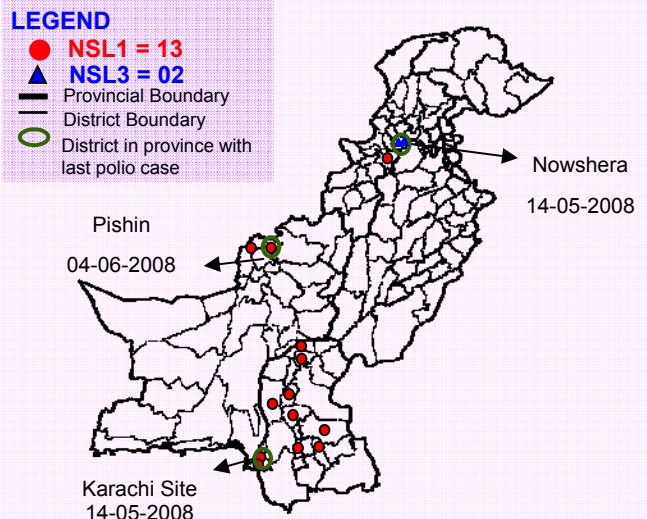 LEGEND
NSL1 = 13
NSL3 = 02
Provincial Boundary
District Boundary
District in province with
last polio case
Nowshera
14-05-2008
Pishin
04-06-2008
Karachi Site
14-05-2008